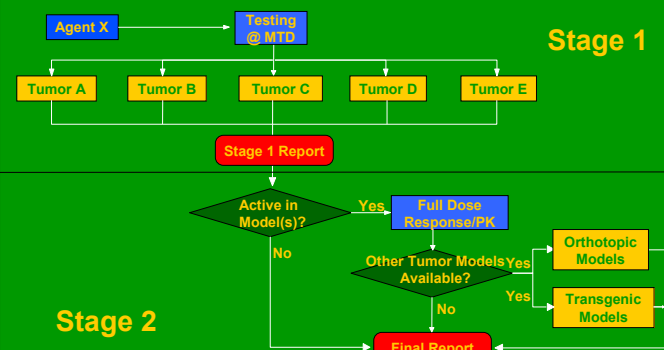 Agent X
Testing
@ MTD
Stage 1
Tumor A
Tumor B
Tumor C
Tumor D
Tumor E
Stage 1 Report
Active in
Model(s)?
Yes
Full Dose
Response/PK
No
Other Tumor Models
Available?
Yes
Orthotopic
Models
Yes
Transgenic
Models
No
Stage 2
Final Report